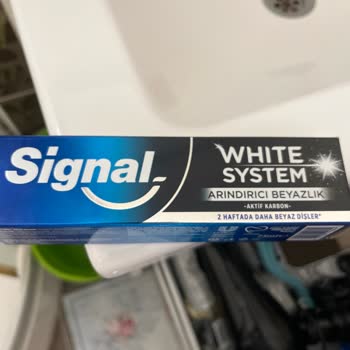 Signal
WHITE
SYSTEM
ARINDIRICI BEYAZLIK
-AKTİF KARBON-
2 HAFTADA DAHA BEYAZ DİŞLER*